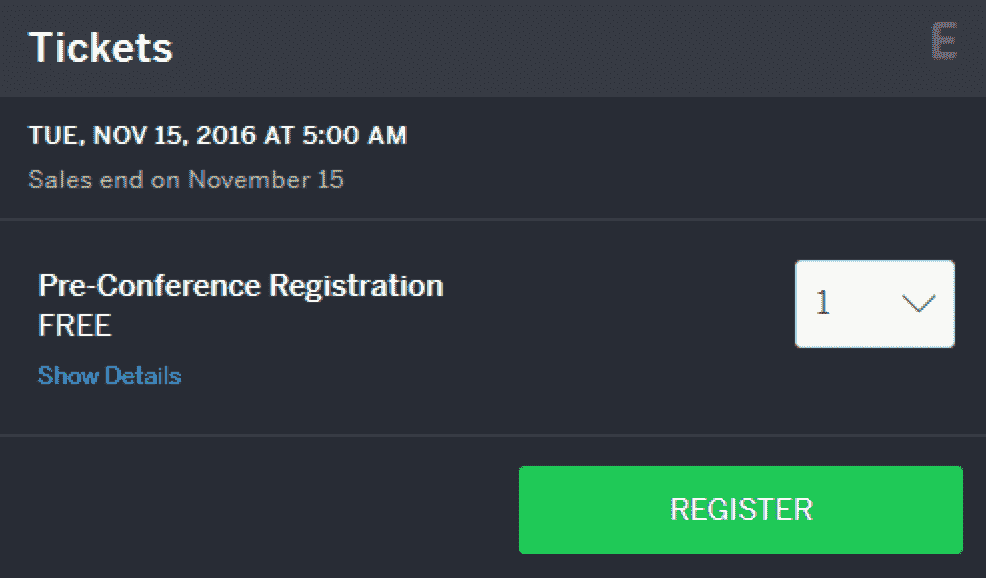 Tickets
E
TUE, NOV 15, 2016 AT 5:00 AM
Sales end on November 15
Pre-Conference Registration
1
FREE
Show Details
REGISTER